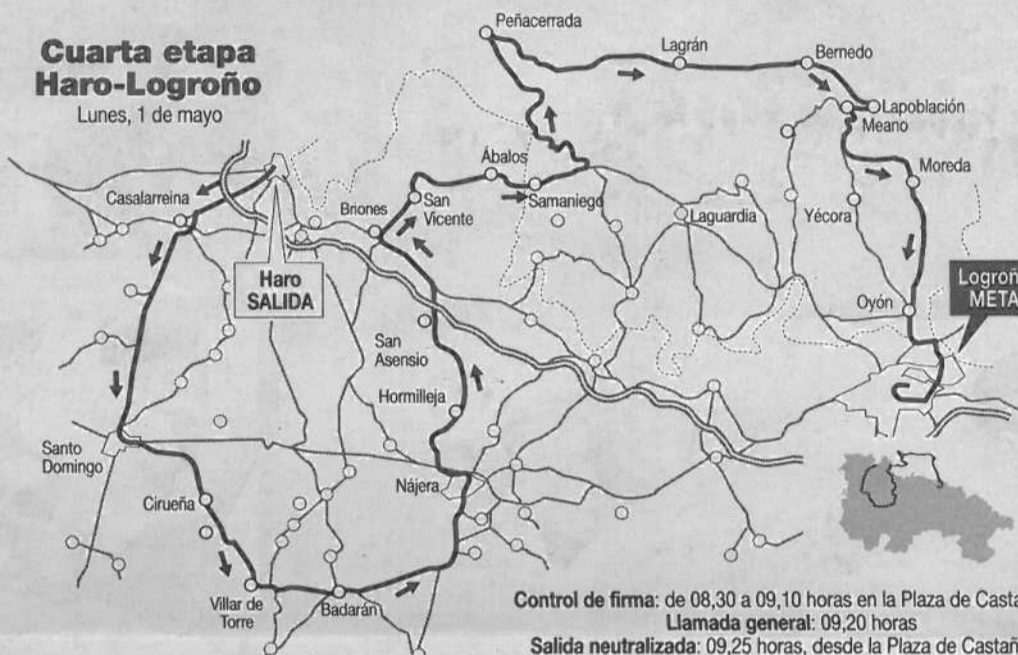 Cuarta etapa
Haro-Logroño
Lunes, 1 de mayo
Peñacerrada
Lagrán
Bernedo
Lapoblación
Meano
Moreda
Ábalos
Casalarreina
Briones
San
Vicente
Samaniego
Laguardia
Yécora
Haro
SALIDA
Logroñ
META
Oyón
San
Asensio
Hormilleja
Santo
Domingo
Nájera
Cirueña
Villar de
Torre
Badarán
Control de firma: de 08,30 a 09,10 horas en la Plaza de Casta
Llamada general: 09,20 horas
Salida neutralizada: 09,25 horas, desde la Plaza de Castañ